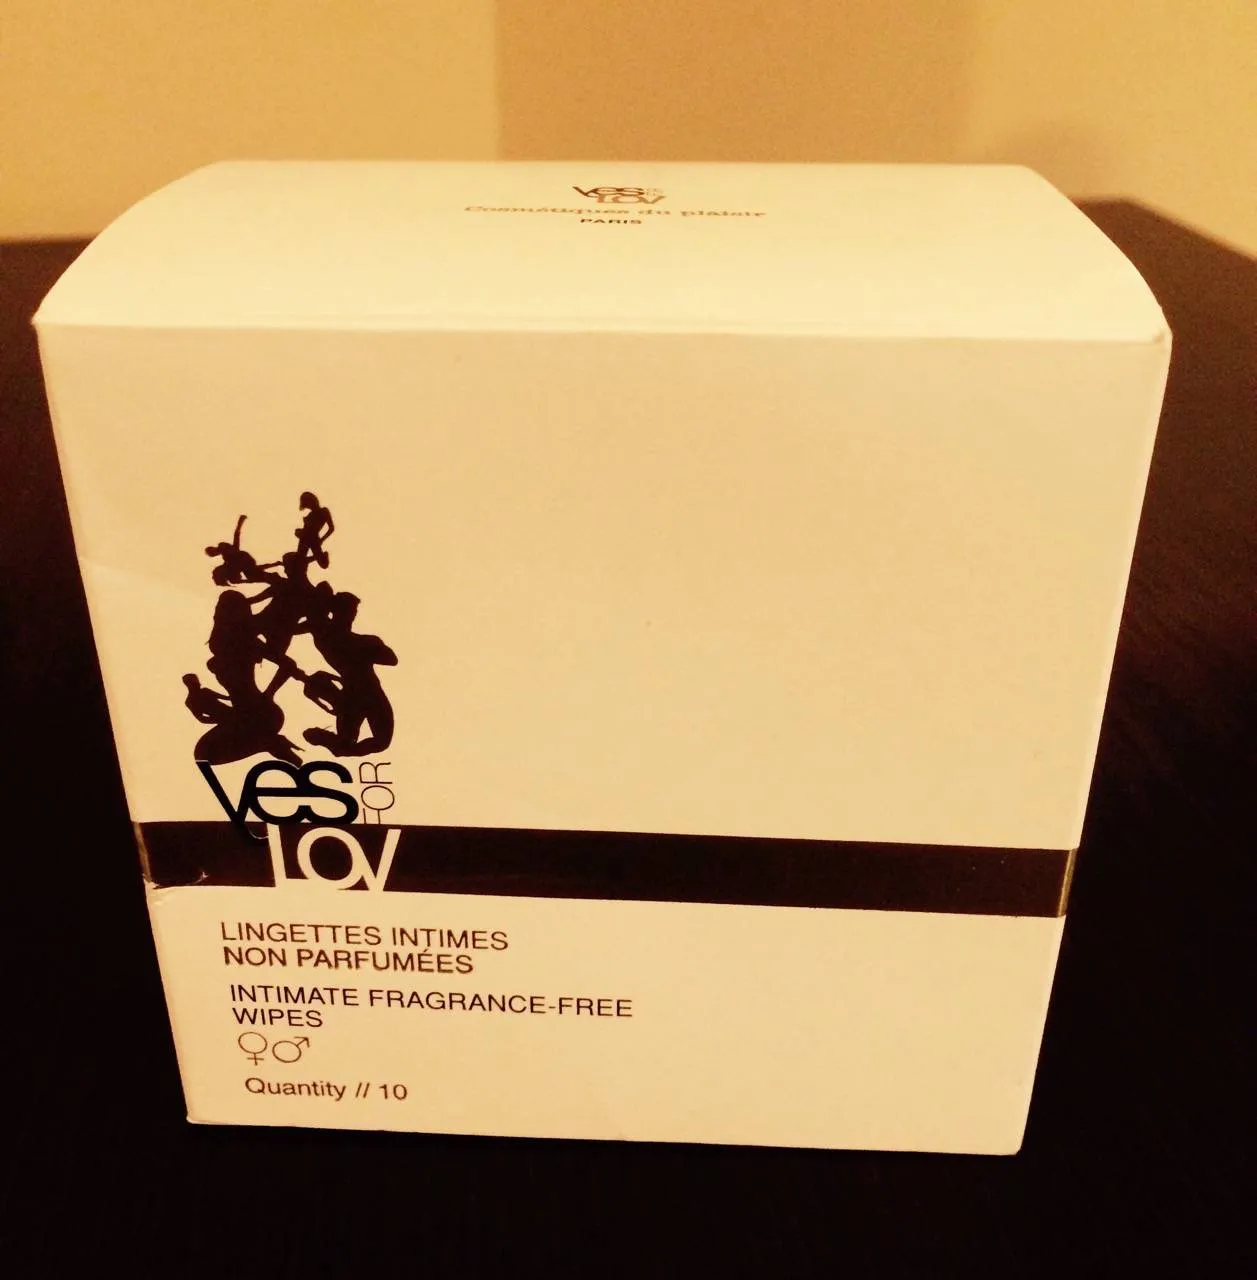 Yes FOR
LOV
Cosmétiques du plaisir
PARIS
Yes FOR
LOV
LINGETTES INTIMES
NON PARFUMÉES
INTIMATE FRAGRANCE-FREE
WIPES
♀♂
Quantity // 10